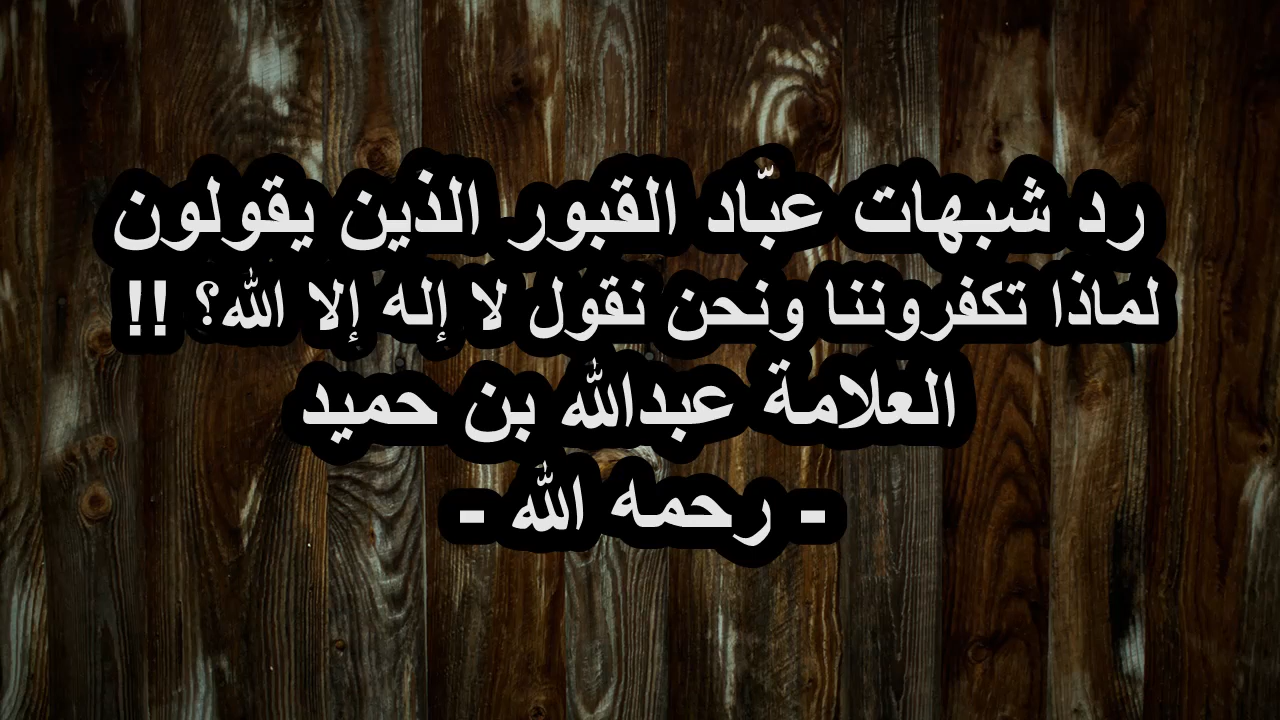 رد شبهات عبّاد القبور الذين يقولون
لماذا تكفروننا ونحن نقول لا إله إلا الله؟ !!
العلامة عبدالله بن حميد
- رحمه الله -